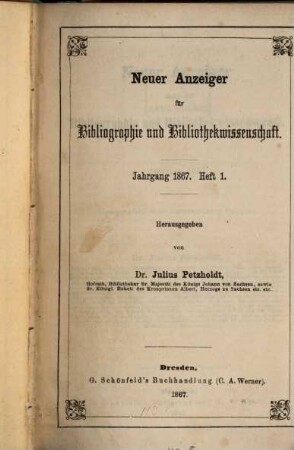 Neuer Anzeiger
für
Bibliographie und Bibliothekwissenschaft.
Jahrgang 1867. Heft 1.
Herausgegeben
von
Dr. Julius Petzholdt,
Hofrath, Bibliothekar Sr. Majestät des Königs Johann von Sachsen, sowie
Sr. Königl. Hoheit des Kronprinzen Albert, Herzogs zu Sachsen etc. etc.
Dresden,
G. Schönfeld's Buchhandlung (C. A. Werner).
1867.